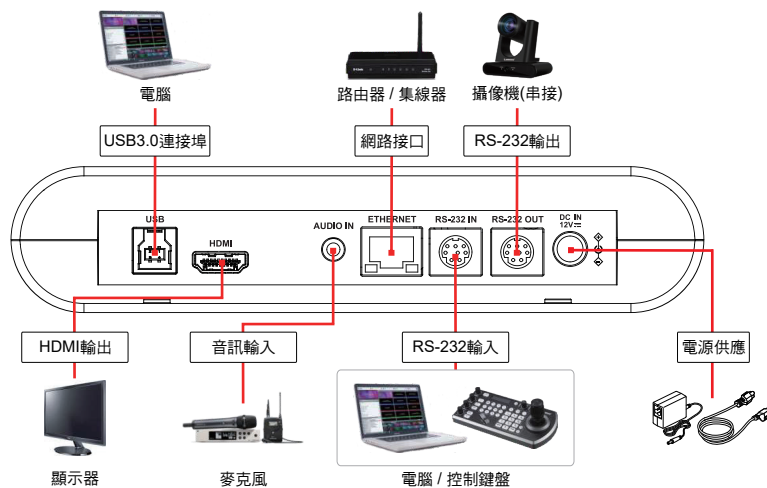 電腦
路由器 / 集線器
攝像機(串接)
USB3.0連接埠
網路接口
RS-232輸出
USB
HDMI
AUDIO IN
ETHERNET
RS-232 IN
RS-232 OUT
DC IN
12V
HDMI輸出
音訊輸入
RS-232輸入
電源供應
顯示器
麥克風
電腦 / 控制鍵盤